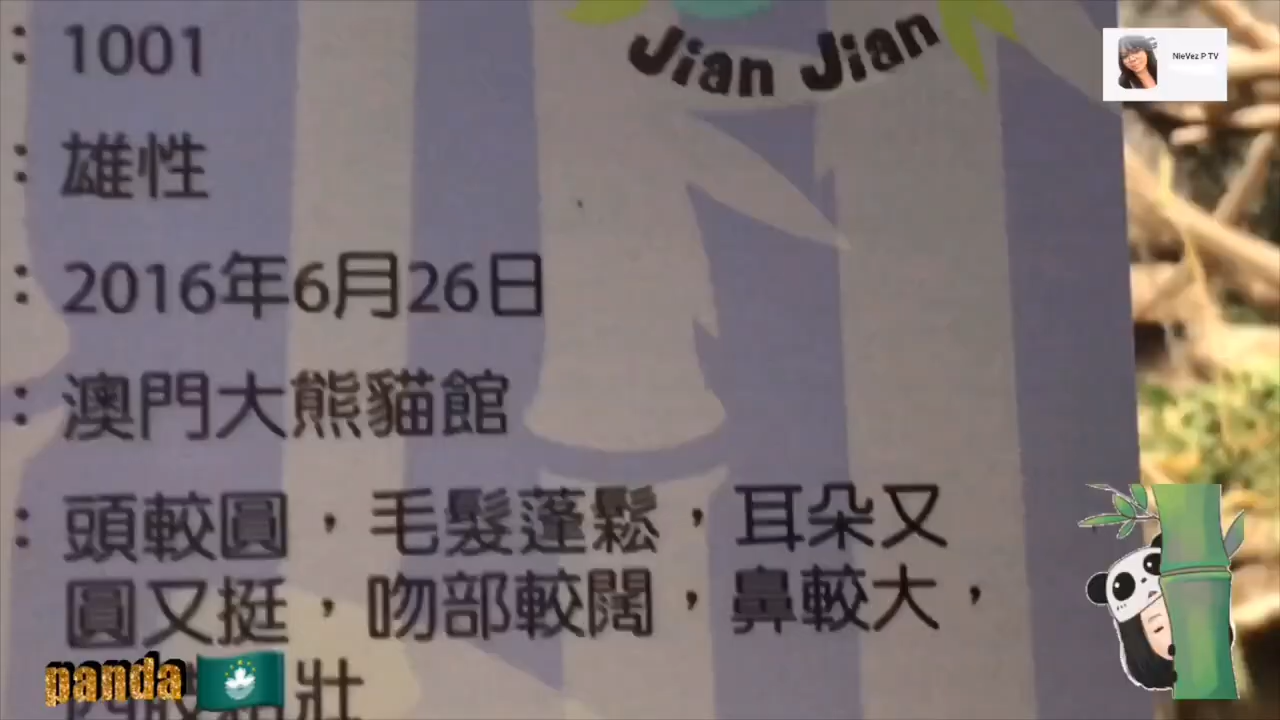 Jian Jian
NieVez P TV
: 1001
: 雄性
: 2016年6月26日
: 澳門大熊貓館
: 頭較圓，毛髮蓬鬆，耳朵又
圓又挺，吻部較闊，鼻較大，
壯
panda